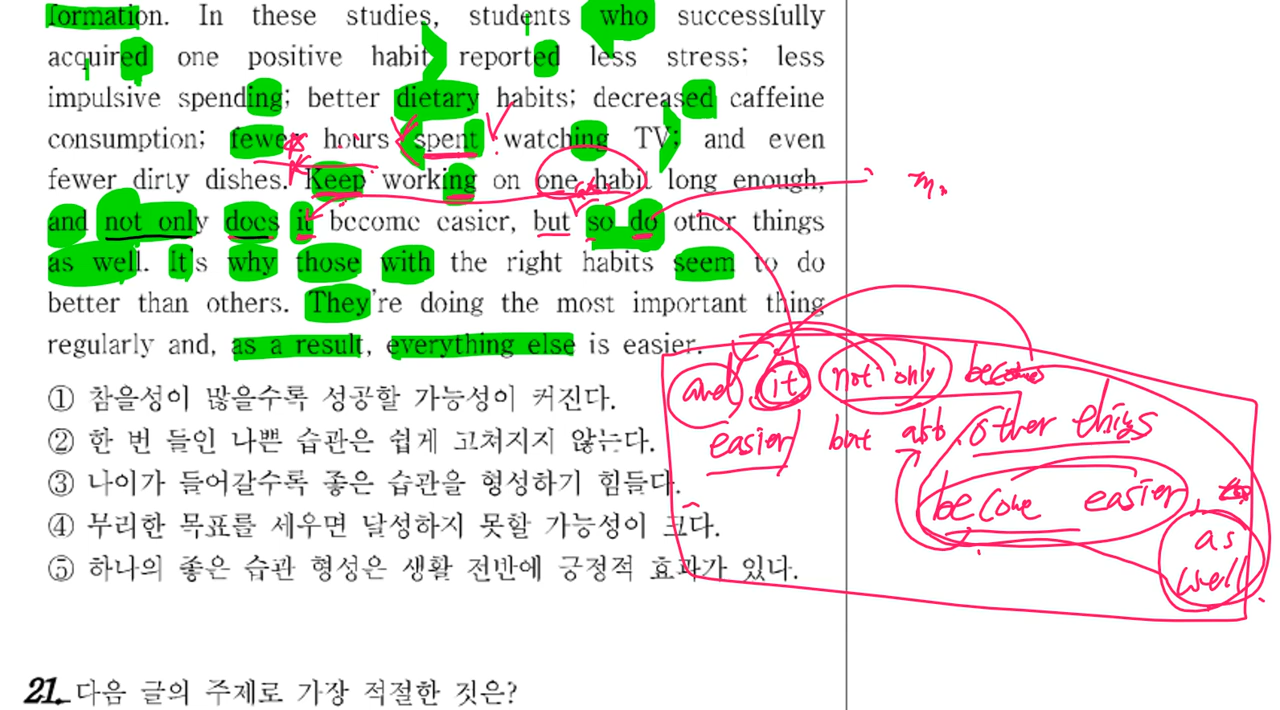 formation. In these studies, students who successfully
acquired one positive habit reported less stress; less
impulsive spending; better dietary habits; decreased caffeine
consumption; fewer hours spent watching TV; and even
fewer dirty dishes. Keep working on one habit long enough,
and not only does it become easier, but so do other things
as well. It's why those with the right habits seem to do
better than others. They're doing the most important thing
regularly and, as a result, everything else is easier.
and it not only become
easier but also other things
become easier,
as
well
① 참을성이 많을수록 성공할 가능성이 커진다.
② 한 번 들인 나쁜 습관은 쉽게 고쳐지지 않는다.
③ 나이가 들어갈수록 좋은 습관을 형성하기 힘들다.
④ 무리한 목표를 세우면 달성하지 못할 가능성이 크다.
⑤ 하나의 좋은 습관 형성은 생활 전반에 긍정적 효과가 있다.
21. 다음 글의 주제로 가장 적절한 것은?